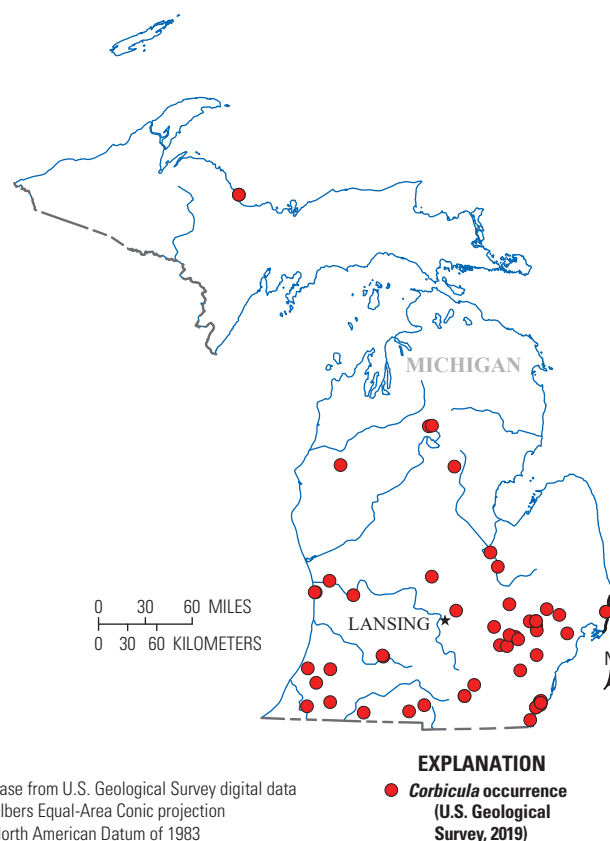 MICHIGAN
LANSING
0 30 60 MILES
0 30 60 KILOMETERS
N
ase from U.S. Geological Survey digital data
lbers Equal-Area Conic projection
orth American Datum of 1983
EXPLANATION
Corbicula occurrence
(U.S. Geological
Survey, 2019)